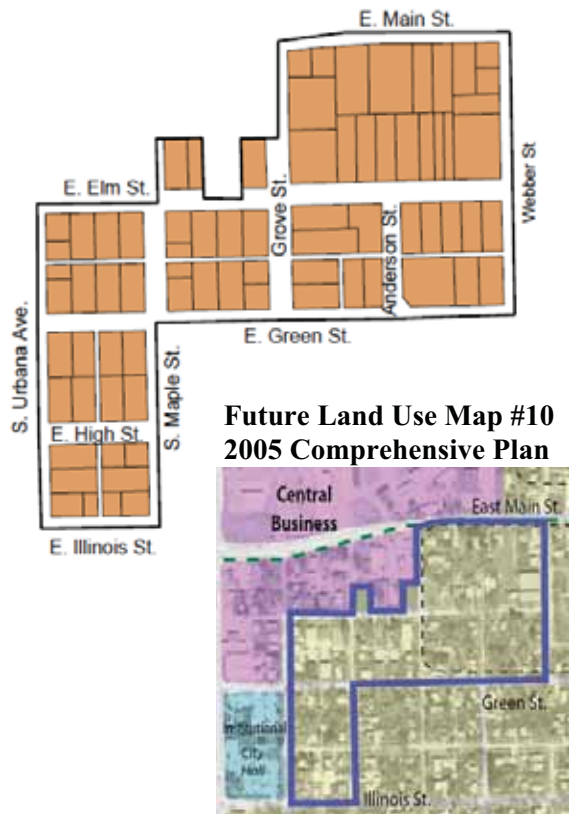 E. Main St.
E. Elm St.
Grove St.
Anderson St.
Webber St
S. Urbana Ave.
S. Maple St.
E. Green St.
E. High St.
E. Illinois St.
Future Land Use Map #10
2005 Comprehensive Plan
Central
Business
East Main St.
Green St.
Institutional
City
Hall
Illinois St.